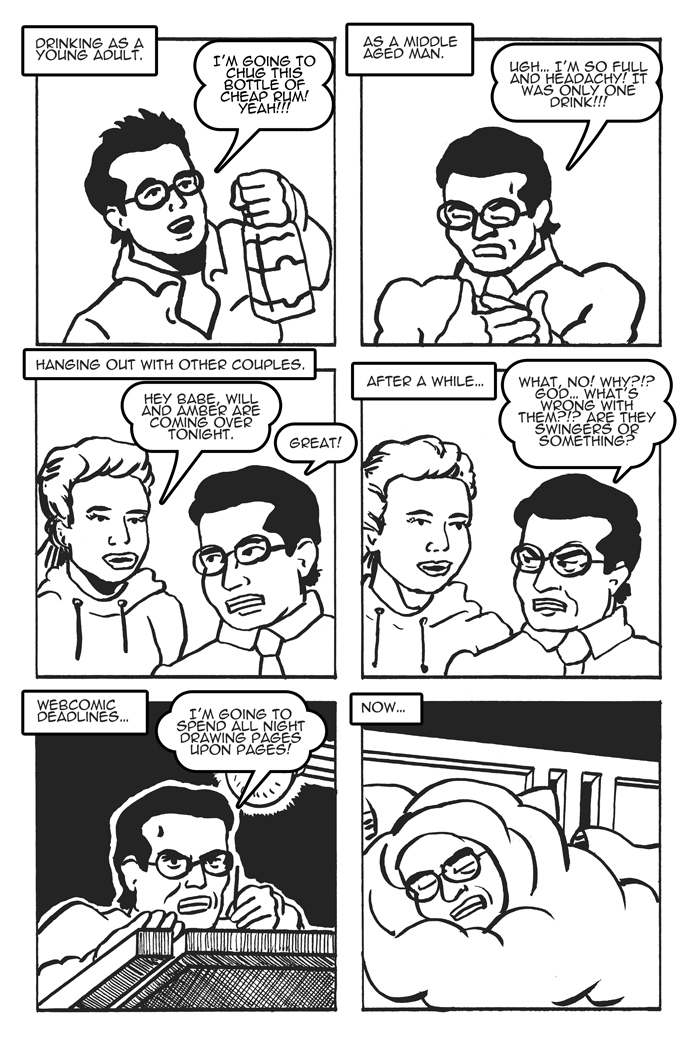 DRINKING AS A
YOUNG ADULT.
I'M GOING TO
CHUG THIS
BOTTLE OF
CHEAP RUM!
YEAH!!!
AS A MIDDLE
AGED MAN.
UGH... I'M SO FULL
AND HEADACHY! IT
WAS ONLY ONE
DRINK!!!
HANGING OUT WITH OTHER COUPLES.
HEY BABE, WILL
AND AMBER ARE
COMING OVER
TONIGHT.
GREAT!
AFTER A WHILE...
WHAT, NO! WHY?!?
GOD... WHAT'S
WRONG WITH
THEM?!? ARE THEY
SWINGERS OR
SOMETHING?
WEBCOMIC
DEADLINES...
I'M GOING TO
SPEND ALL NIGHT
DRAWING PAGES
UPON PAGES!
NOW...